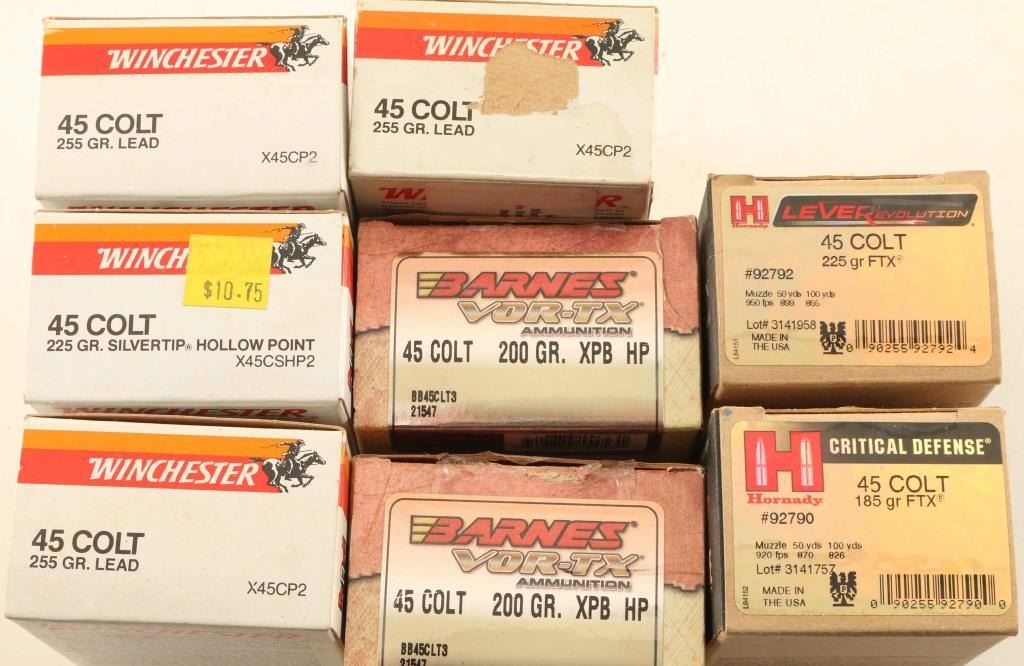 WINCHESTER
45 COLT
255 GR. LEAD
X45CP2
WINCHESTER
45 COLT
255 GR. LEAD
X45CP2
WINCH
$10.75
45 COLT
225 GR. SILVERTIP® HOLLOW POINT
X45CSHP2
WINCHESTER
45 COLT
255 GR. LEAD
X45CP2
BARNES
VOR-TX®
AMMUNITION
45 COLT 200 GR. XPB HP
BB45CLT3
21547
BARNES
VOR-TX®
AMMUNITION
45 COLT 200 GR. XPB HP
BB45CLT3
21547
H
Hornady
LEVEREVOLUTION
45 COLT
225 gr FTX®
#92792
Muzzle 50 yds 100 yds
950 fps 899 855
Lot# 3141958
MADE IN
THE USA
L84151
0 90255 92792 4
H
Hornady
CRITICAL DEFENSE®
45 COLT
185 gr FTX®
#92790
Muzzle 50 yds 100 yds
920 fps 870 826
Lot# 3141757
MADE IN
THE USA
L84152
0 90255 92790 0